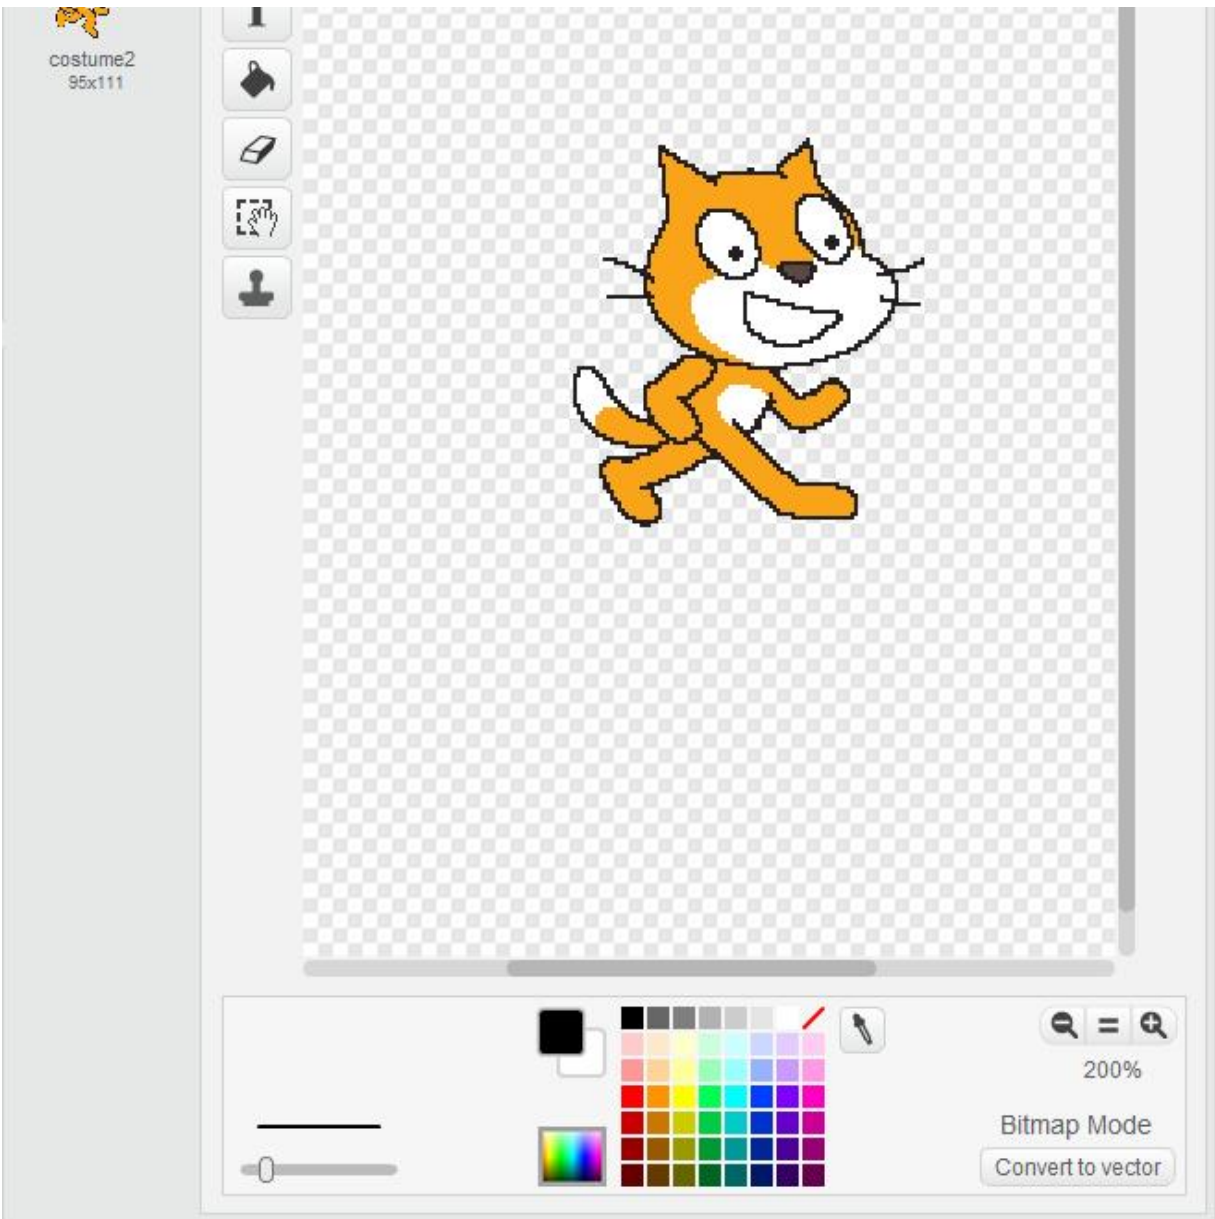 costume2
95x111
T
200%
Bitmap Mode
Convert to vector